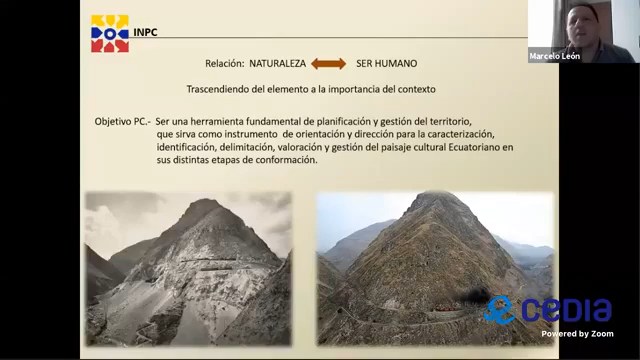 INPC
Marcelo León
Relación: NATURALEZA SER HUMANO
Trascendiendo del elemento a la importancia del contexto
Objetivo PC.- Ser una herramienta fundamental de planificación y gestión del territorio,
que sirva como instrumento de orientación y dirección para la caracterización,
identificación, delimitación, valoración y gestión del paisaje cultural Ecuatoriano en
sus distintas etapas de conformación.
CEDIA
Powered by Zoom